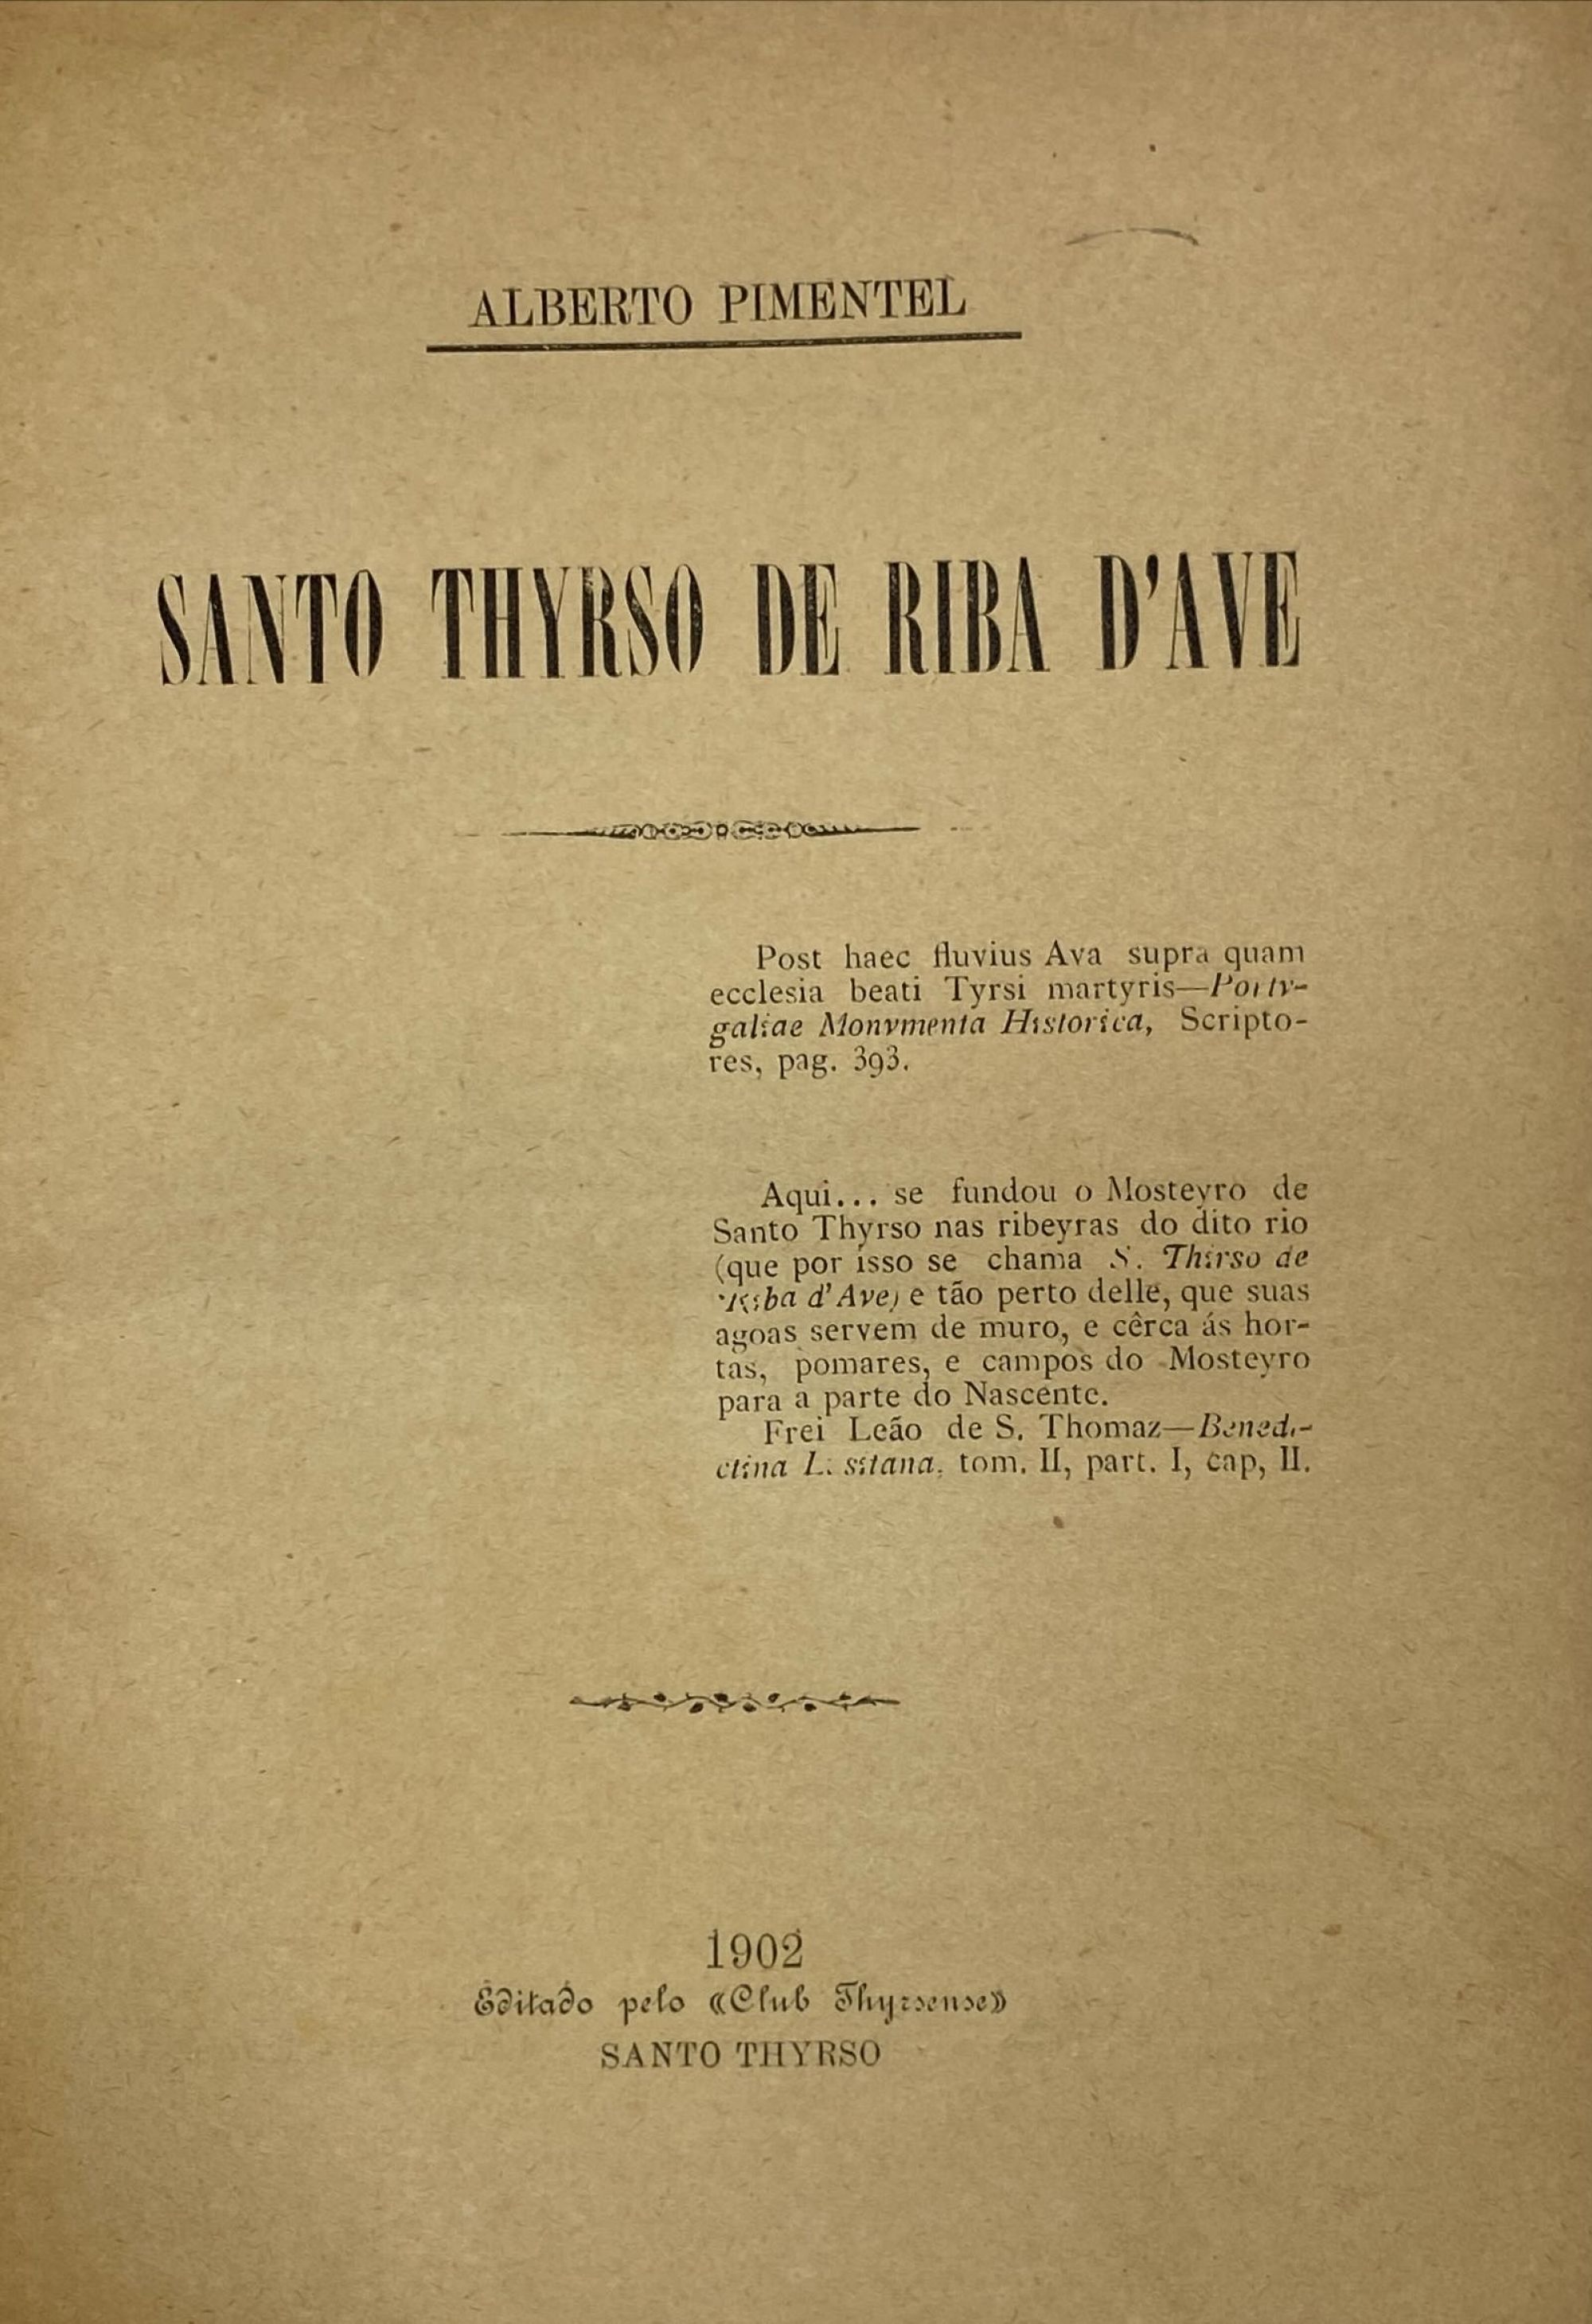 ALBERTO PIMENTEL
SANTO THYRSO DE RIBA D'AVE
Post haec fluvius Ava supra quam
ecclesia beati Tyrsi martyris—Portv-
galiae Monvmenta Historica, Scripto-
res, pag. 393.
Aqui... se fundou o Mosteyro de
Santo Thyrso nas ribeyras do dito rio
(que por isso se chama S. Thirso de
Riba d'Ave) e tão perto delle, que suas
agoas servem de muro, e cêrca ás hor-
tas, pomares, e campos do Mosteyro
para a parte do Nascente.
Frei Leão de S. Thomaz—Benedi-
ctina L. sitana, tom. II, part. I, cap, II.
1902
Editado pelo «Club Thyrsense»
SANTO THYRSO